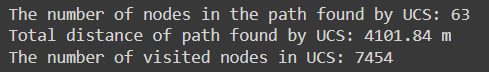 The number of nodes in the path found by UCS: 63
Total distance of path found by UCS: 4101.84 m
The number of visited nodes in UCS: 7454